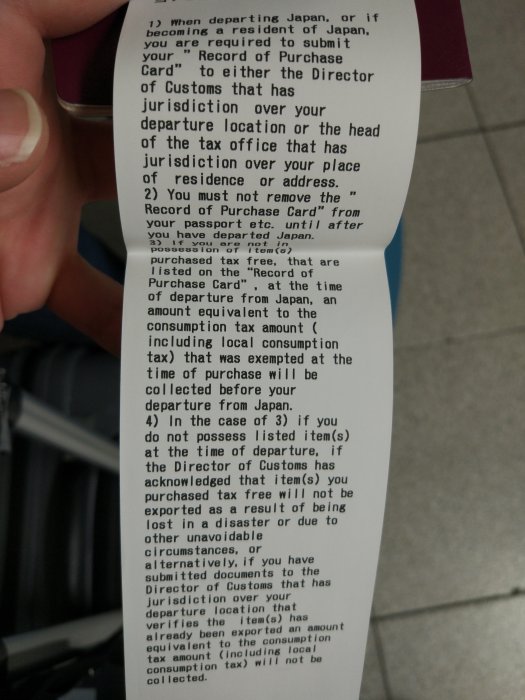 1) When departing Japan, or if
becoming a resident of Japan,
you are required to submit
your " Record of Purchase
Card" to either the Director
of Customs that has
jurisdiction over your
departure location or the head
of the tax office that has
jurisdiction over your place
of residence or address.
2) You must not remove the "
Record of Purchase Card" from
your passport etc. until after
you have departed Japan.
3) If you are not in
possession of item(s)
purchased tax free, that are
listed on the "Record of
Purchase Card", at the time
of departure from Japan, an
amount equivalent to the
consumption tax amount (
including local consumption
tax) that was exempted at the
time of purchase will be
collected before your
departure from Japan.
4) In the case of 3) if you
do not possess listed item(s)
at the time of departure, if
the Director of Customs has
acknowledged that item(s) you
purchased tax free will not be
exported as a result of being
lost in a disaster or due to
other unavoidable
circumstances, or
alternatively, if you have
submitted documents to the
Director of Customs that has
jurisdiction over your
departure location that
verifies the item(s) has
already been exported an amount
equivalent to the consumption
tax amount (including local
consumption tax) will not be
collected.